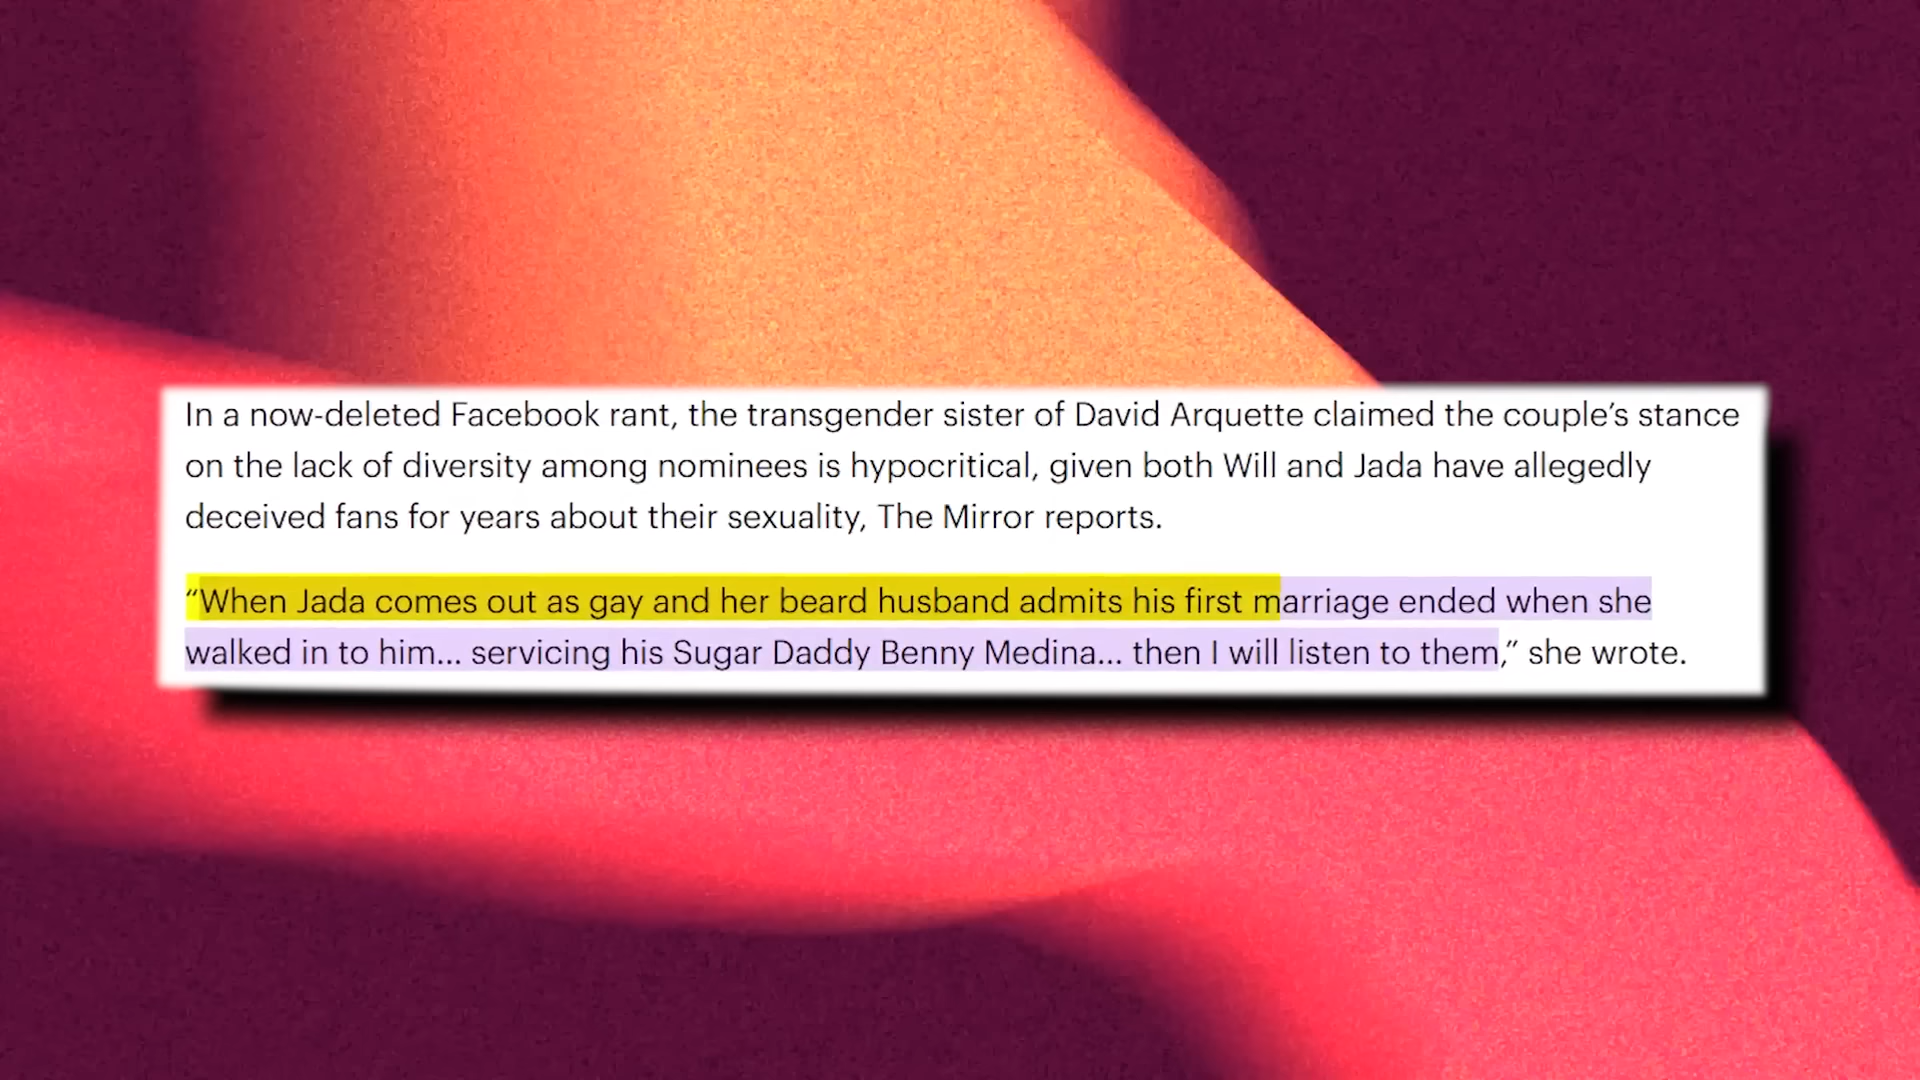 In a now-deleted Facebook rant, the transgender sister of David Arquette claimed the couple’s stance
on the lack of diversity among nominees is hypocritical, given both Will and Jada have allegedly
deceived fans for years about their sexuality, The Mirror reports.
“When Jada comes out as gay and her beard husband admits his first marriage ended when she
walked in to him... servicing his Sugar Daddy Benny Medina... then I will listen to them,” she wrote.